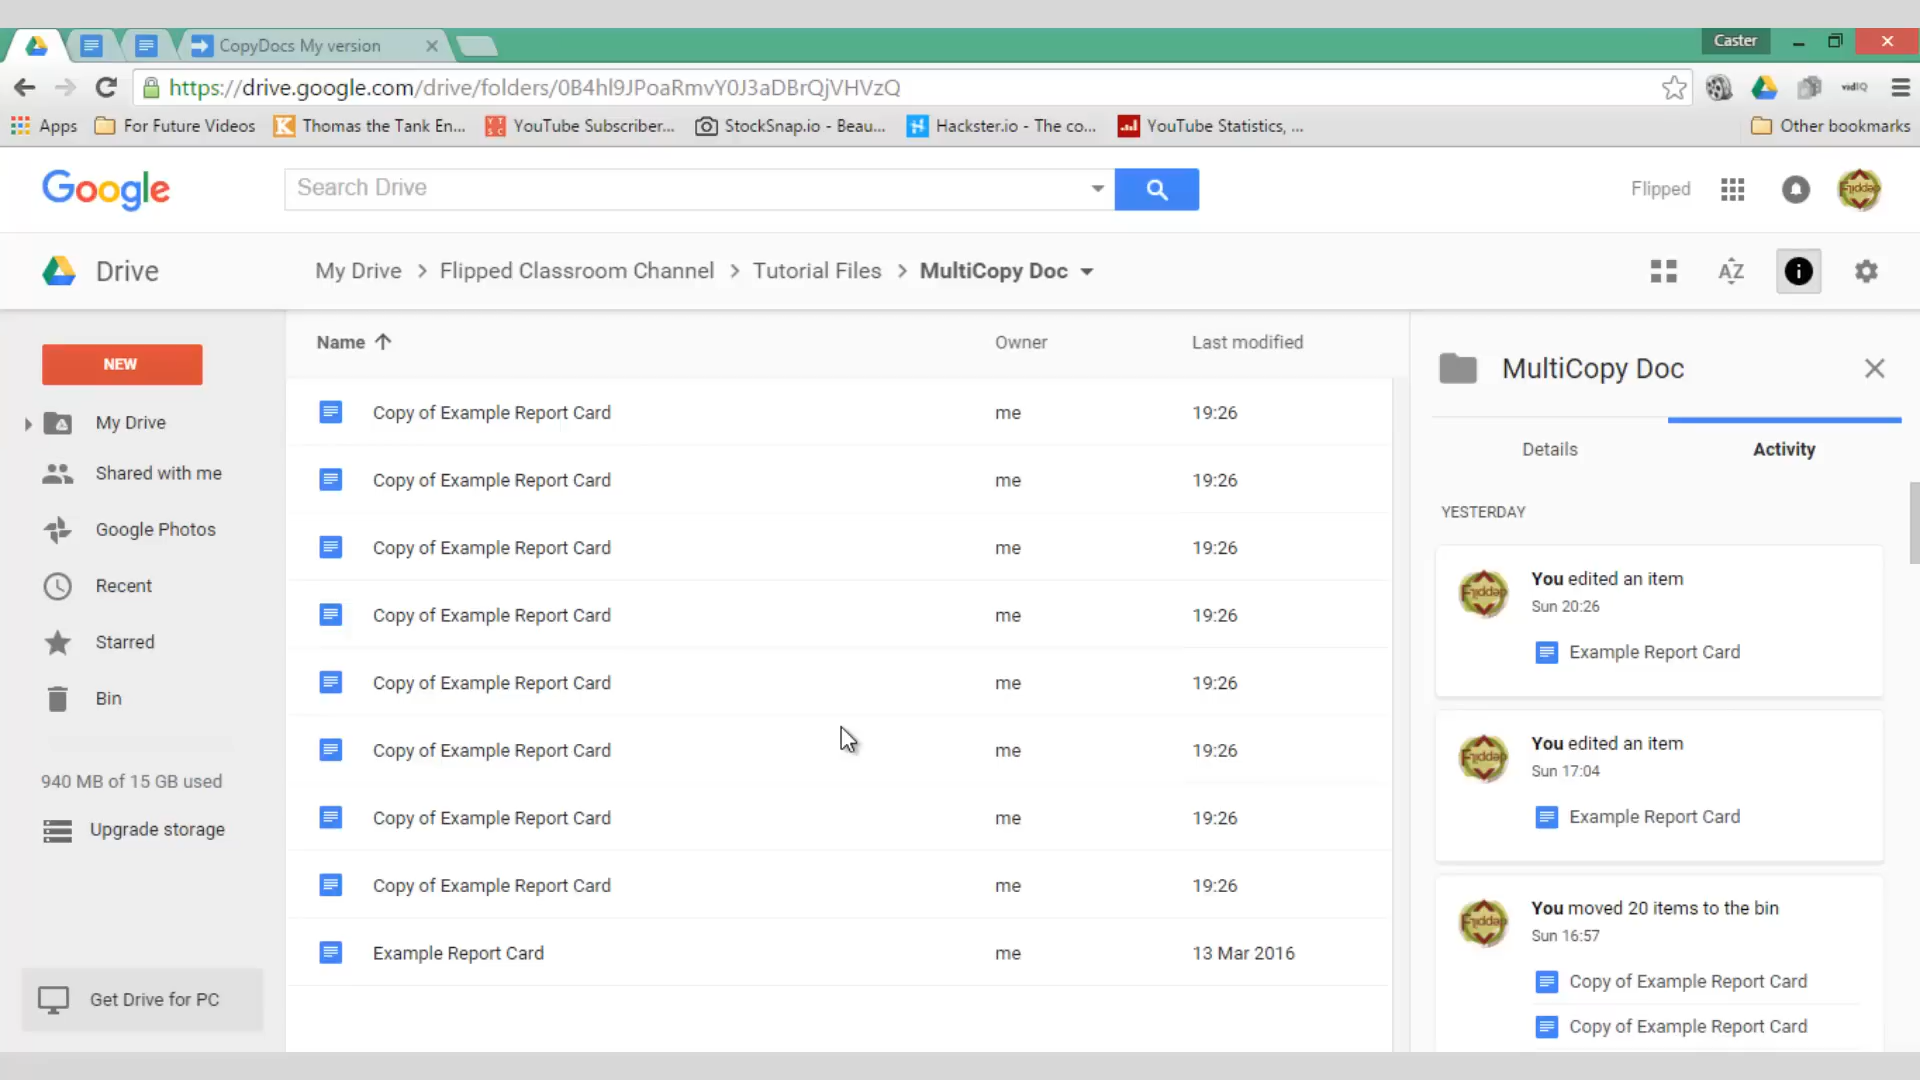 CopyDocs My version
Caster
https://drive.google.com/drive/folders/0B4hl9JPoaRmvY0J3aDBrQjVHVzQ
vidIQ
Apps For Future Videos Thomas the Tank En... YouTube Subscriber... StockSnap.io - Beau... Hackster.io - The co... YouTube Statistics, ... Other bookmarks
Google
Search Drive
Flipped
Flipped
Drive
My Drive > Flipped Classroom Channel > Tutorial Files > MultiCopy Doc
AZ
Name Owner Last modified
NEW
My Drive
Shared with me
Google Photos
Recent
Starred
Bin
940 MB of 15 GB used
Upgrade storage
Get Drive for PC
Copy of Example Report Card me 19:26
Copy of Example Report Card me 19:26
Copy of Example Report Card me 19:26
Copy of Example Report Card me 19:26
Copy of Example Report Card me 19:26
Copy of Example Report Card me 19:26
Copy of Example Report Card me 19:26
Copy of Example Report Card me 19:26
Example Report Card me 13 Mar 2016
MultiCopy Doc
Details Activity
YESTERDAY
You edited an item
Sun 20:26
Example Report Card
You edited an item
Sun 17:04
Example Report Card
You moved 20 items to the bin
Sun 16:57
Copy of Example Report Card
Copy of Example Report Card